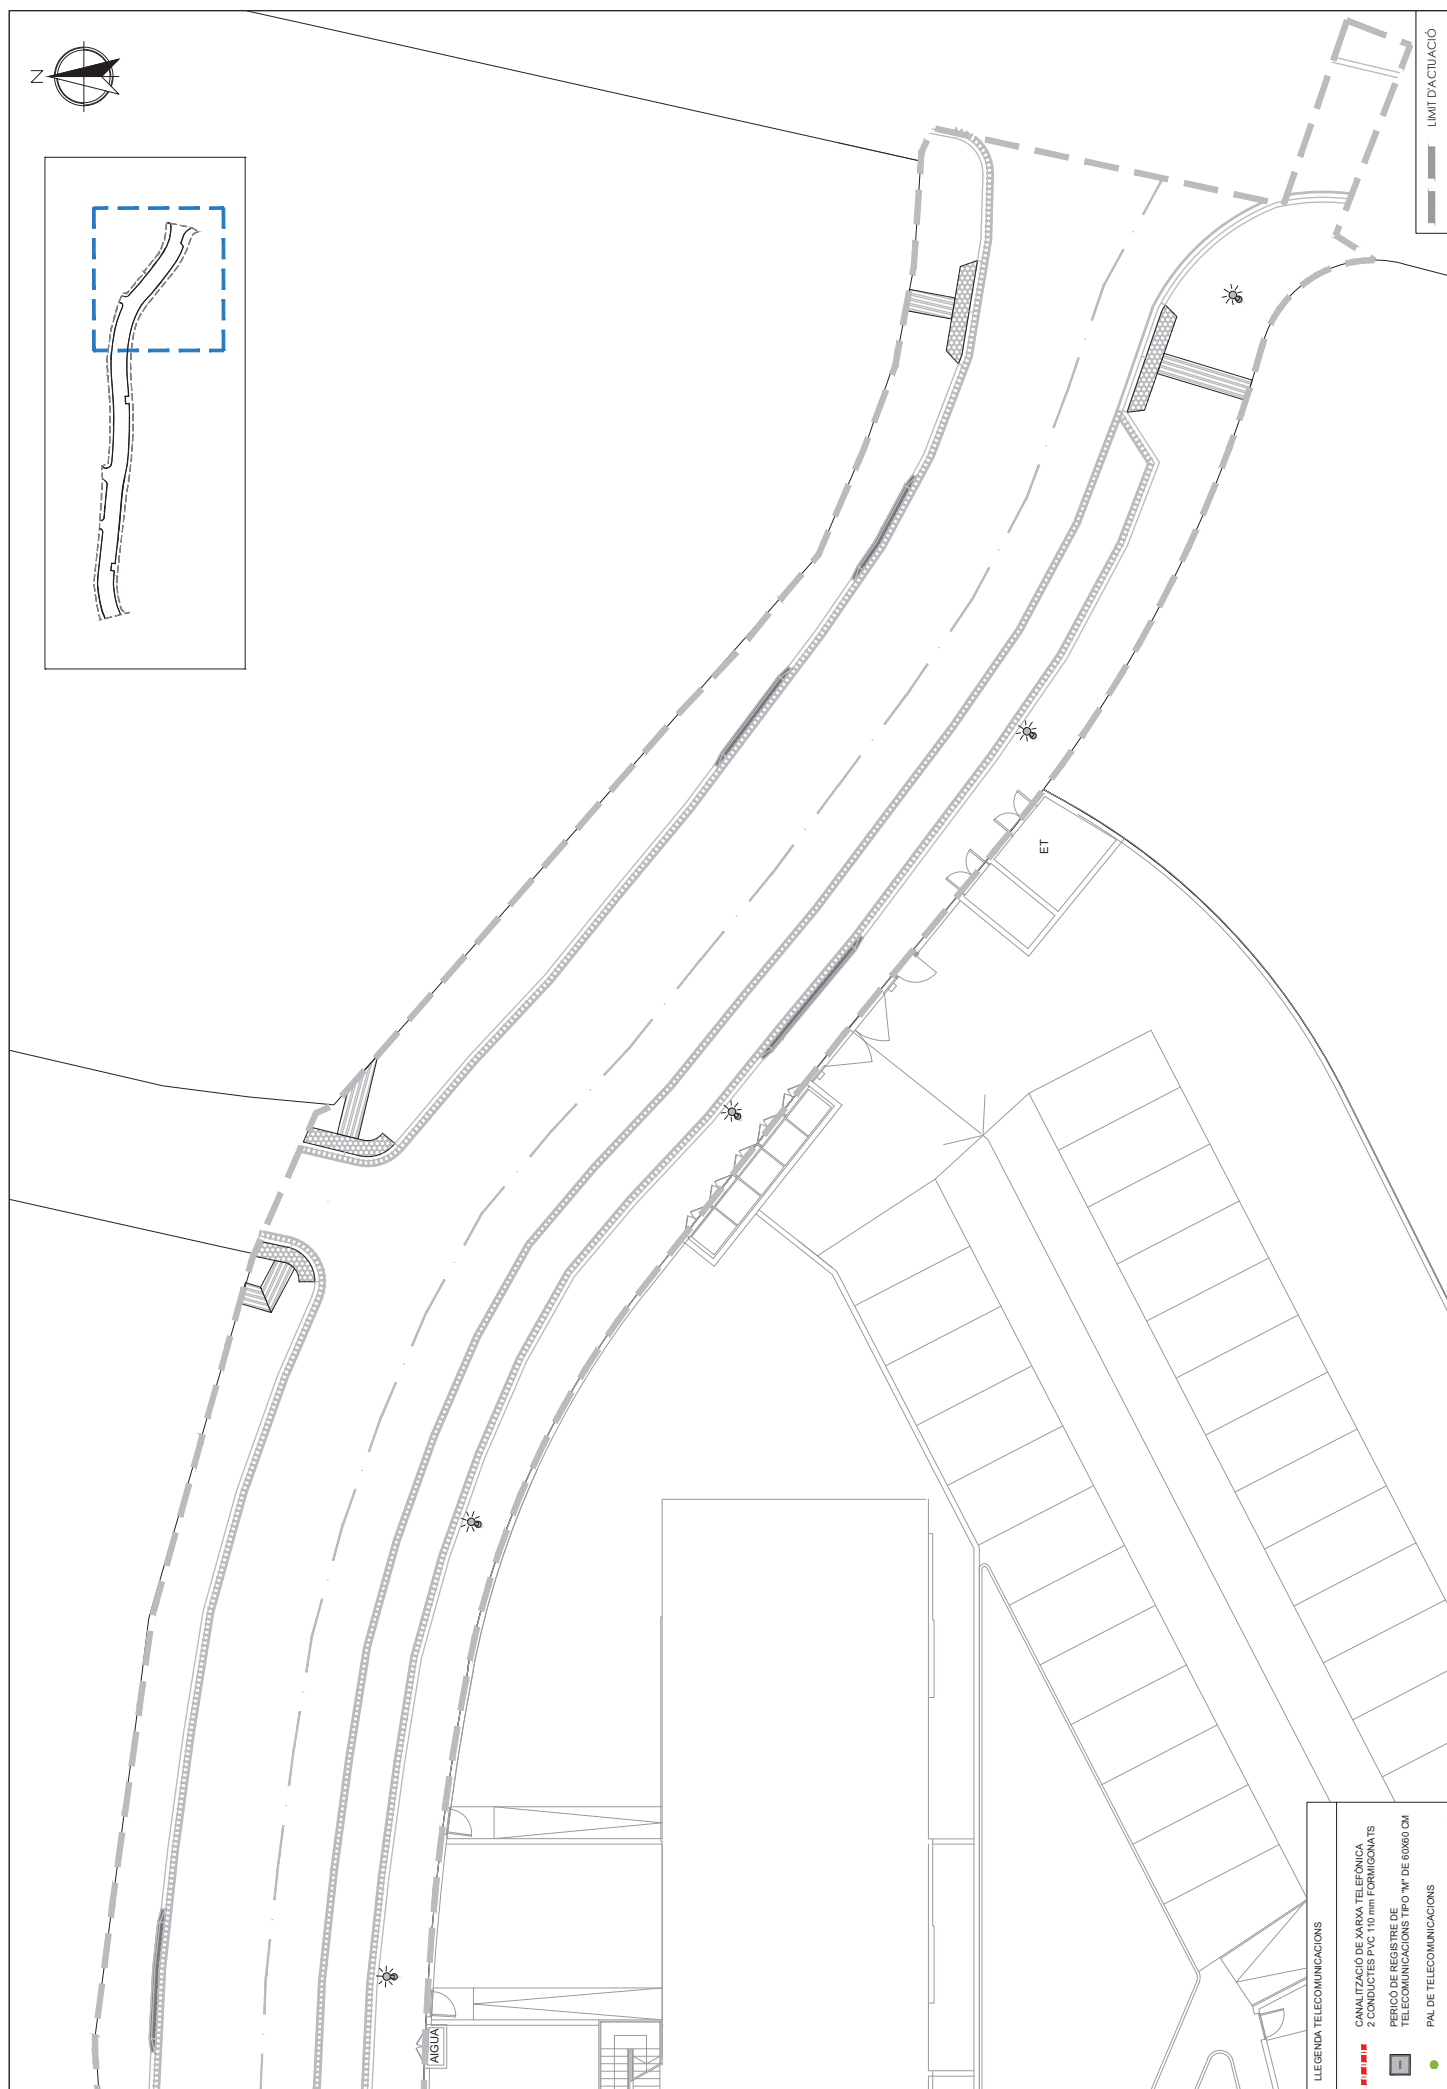 N
LIMIT D'ACTUACIÓ
ET
AIGUA
LLEGENDA TELECOMUNICACIONS
CANALITZACIÓ DE XARXA TELEFÒNICA
2 CONDUCTES PVC 110 mm FORMIGONATS
PERICÓ DE REGISTRE DE
TELECOMUNICACIONS TIPO "M" DE 60X60 CM
PAL DE TELECOMUNICACIONS